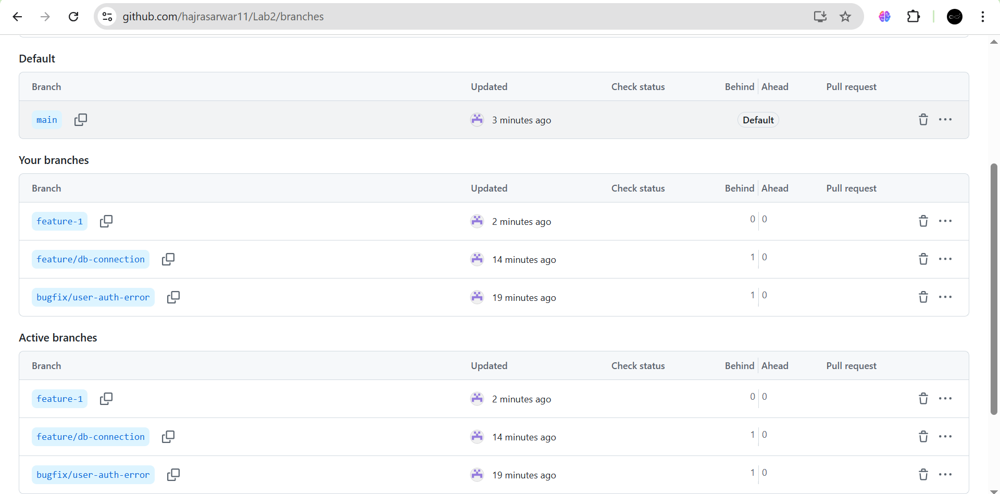 github.com/hajrasarwar11/Lab2/branches
Default
Branch Updated Check status Behind Ahead Pull request
main 3 minutes ago Default
Your branches
Branch Updated Check status Behind Ahead Pull request
feature-1 2 minutes ago 0 0
feature/db-connection 14 minutes ago 1 0
bugfix/user-auth-error 19 minutes ago 1 0
Active branches
Branch Updated Check status Behind Ahead Pull request
feature-1 2 minutes ago 0 0
feature/db-connection 14 minutes ago 1 0
bugfix/user-auth-error 19 minutes ago 1 0